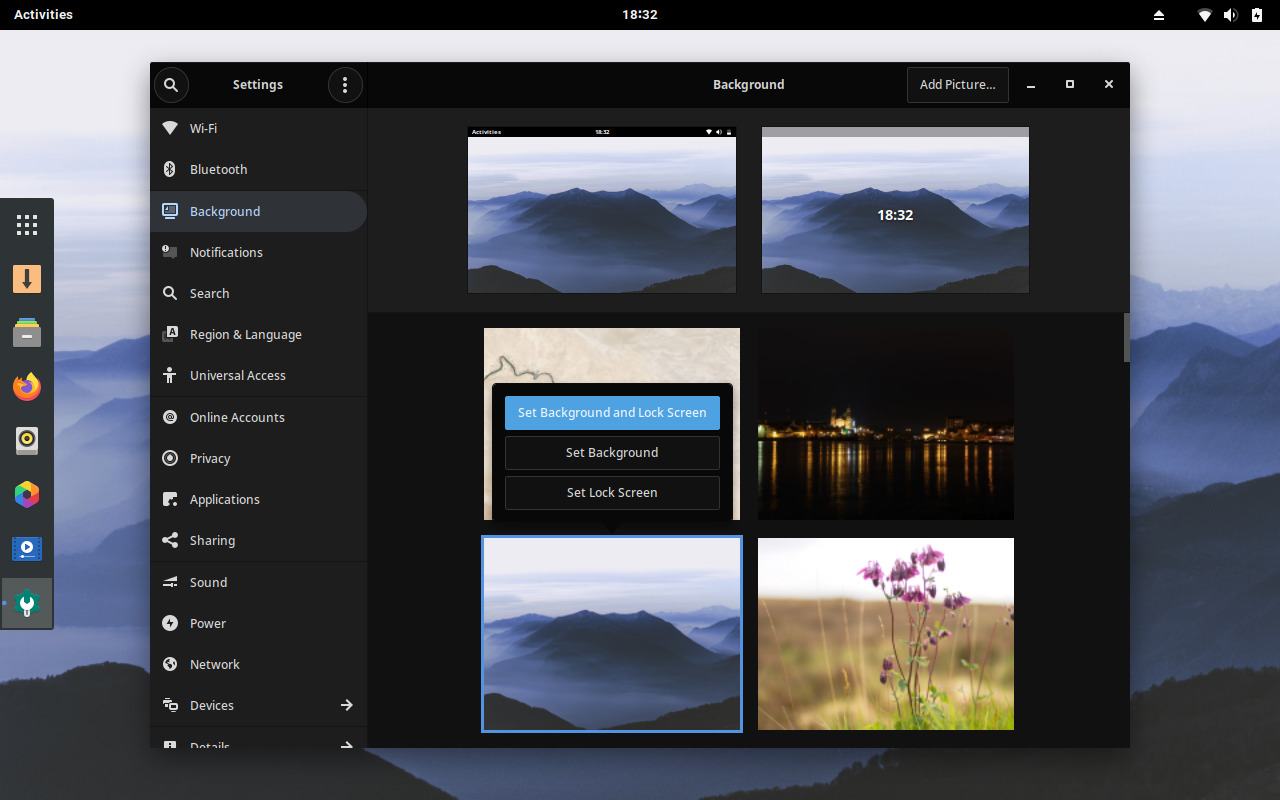 Activities
18:32
Settings
Background
Add Picture...
Wi-Fi
Bluetooth
Background
Notifications
Search
Region & Language
Universal Access
Online Accounts
Privacy
Applications
Sharing
Sound
Power
Network
Devices
Details
Activities
18:32
18:32
Set Background and Lock Screen
Set Background
Set Lock Screen